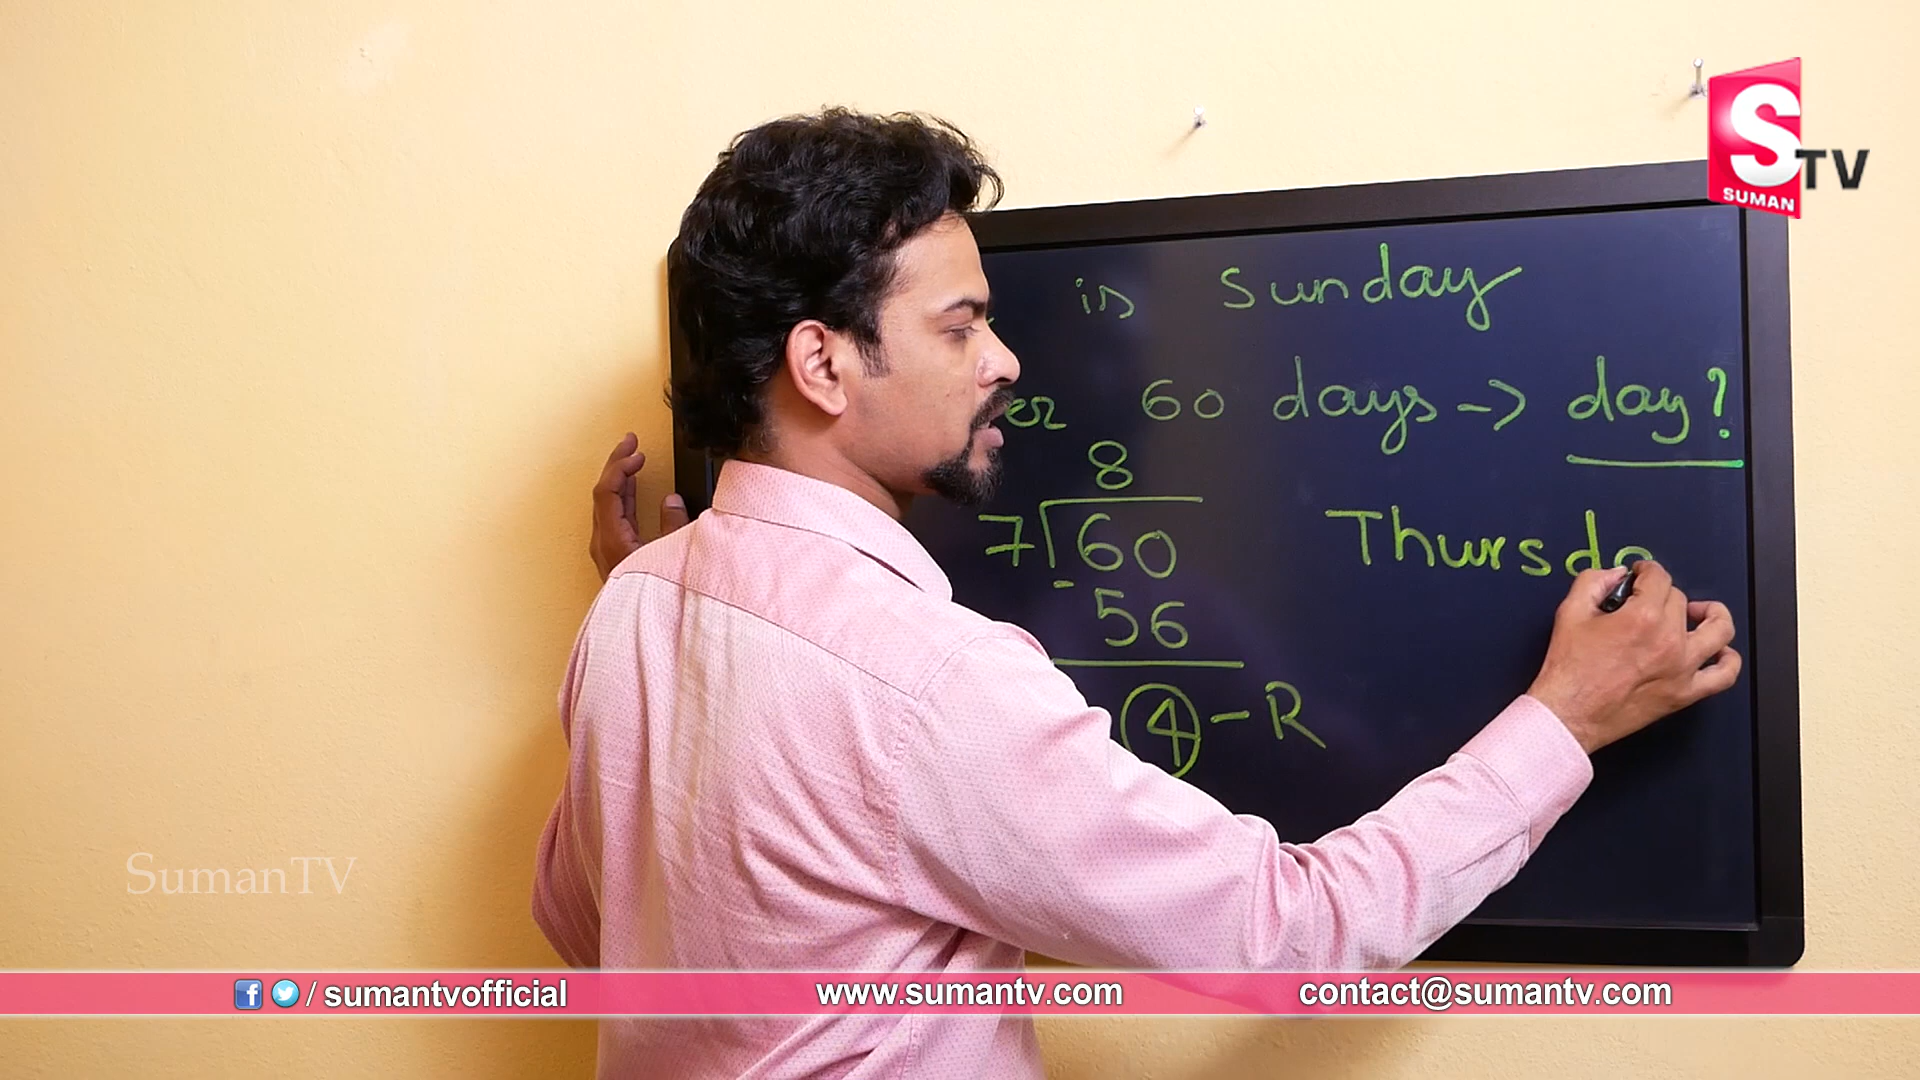 S TV
SUMAN
is Sunday
60 days -> day?
8
7 60
- 56
4 - R
Thursda
SumanTV
/ sumantvofficial
www.sumantv.com
contact@sumantv.com